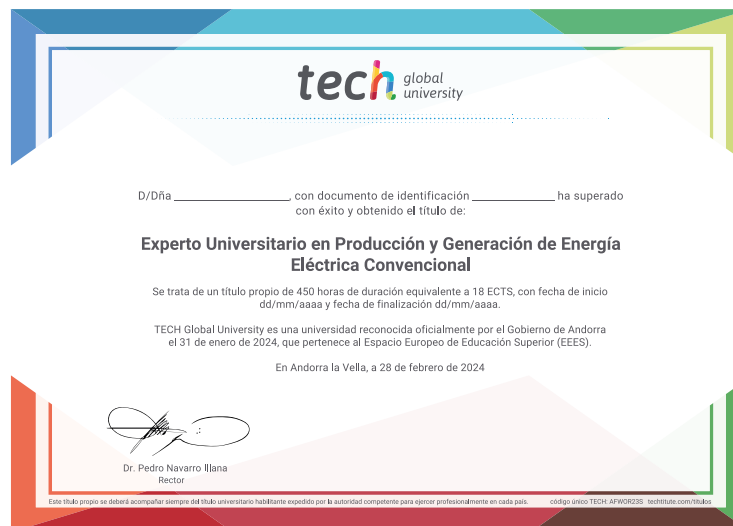 tech global
university
D/Dña ______________, con documento de identificación ______________ ha superado
con éxito y obtenido el título de:
Experto Universitario en Producción y Generación de Energía
Eléctrica Convencional
Se trata de un título propio de 450 horas de duración equivalente a 18 ECTS, con fecha de inicio
dd/mm/aaaa y fecha de finalización dd/mm/aaaa.
TECH Global University es una universidad reconocida oficialmente por el Gobierno de Andorra
el 31 de enero de 2024, que pertenece al Espacio Europeo de Educación Superior (EEES).
En Andorra la Vella, a 28 de febrero de 2024
Dr. Pedro Navarro Illana
Rector
Este título propio se deberá acompañar siempre del título universitario habilitante expedido por la autoridad competente para ejercer profesionalmente en cada país. código único TECH: AFWOR23S techtitute.com/titulos